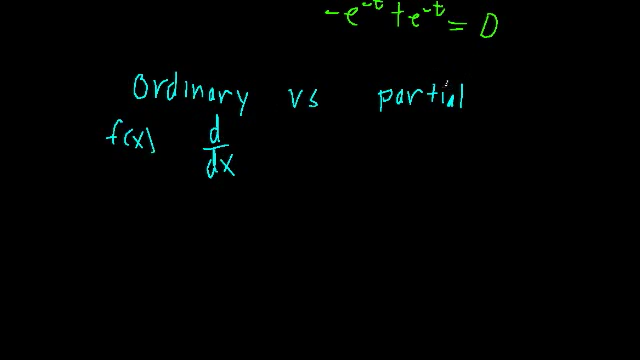 -e^-t + e^-t = 0
Ordinary vs partial
f(x) d/dx